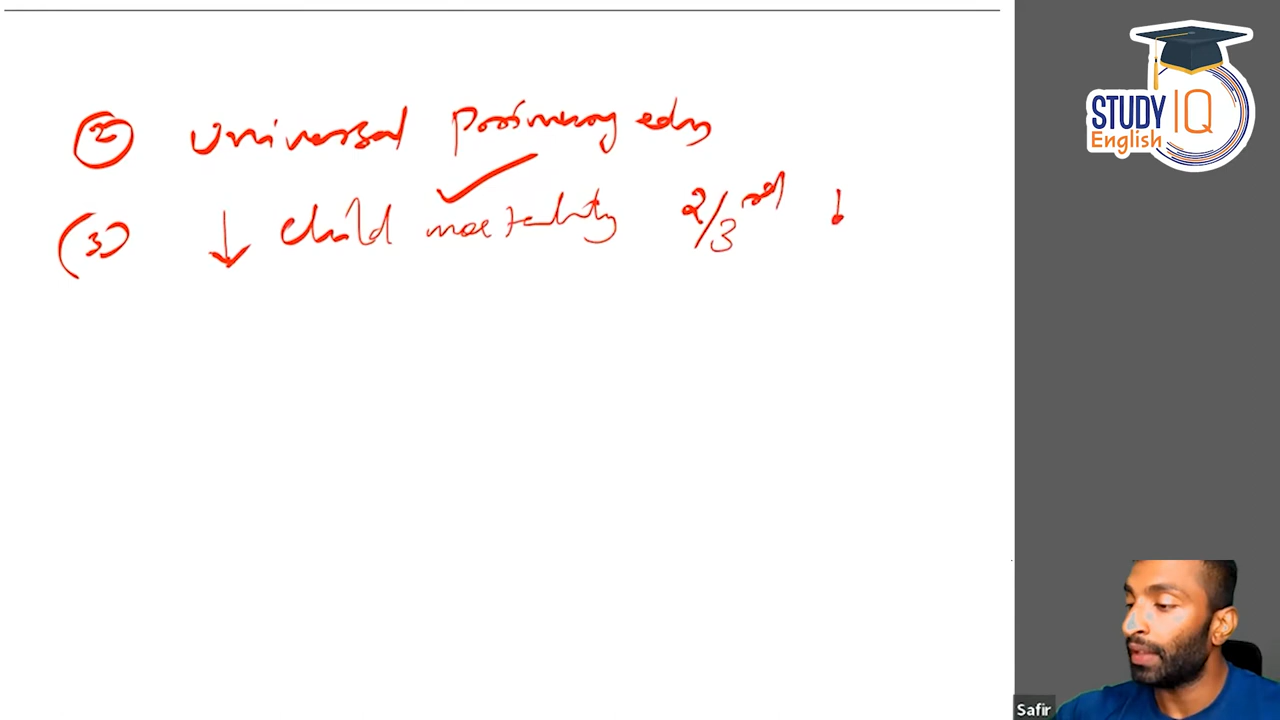 (2) Universal Primary edn
(3) ↓ Child mortality 2/3rd ↓
STUDY IQ
English
Safir